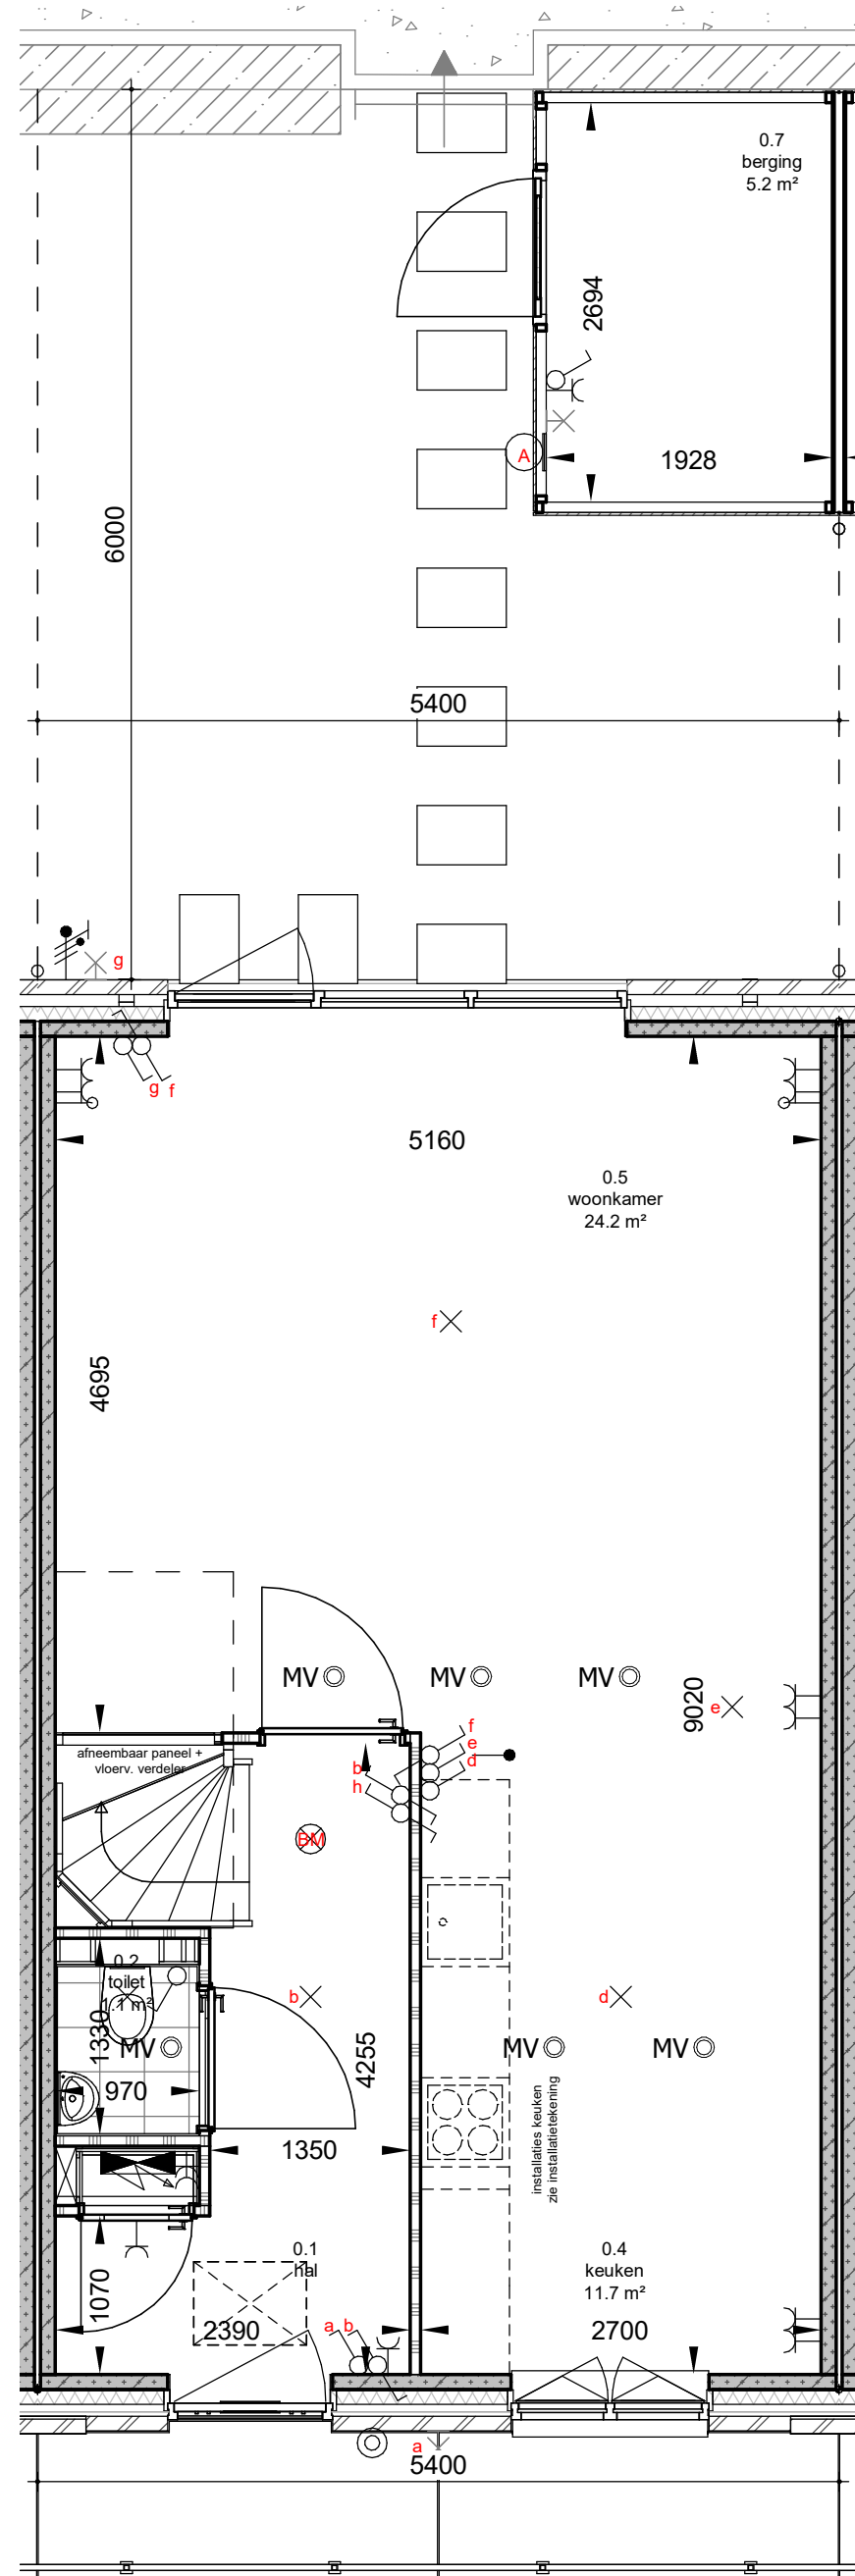 0.7
berging
5.2 m²
2694
A
1928
6000
5400
g
g f
5160
0.5
woonkamer
24.2 m²
f
4695
MV MV MV
9020
e
afneembaar paneel +
vloerv. verdeler
f
e
d
b
h
BM
0.2
toilet
1.1 m²
b
d
1330
MV
4255
MV MV
970
installaties keuken
zie installatietekening
1350
0.1
hal
0.4
keuken
11.7 m²
1070
2390
a b
2700
a
5400